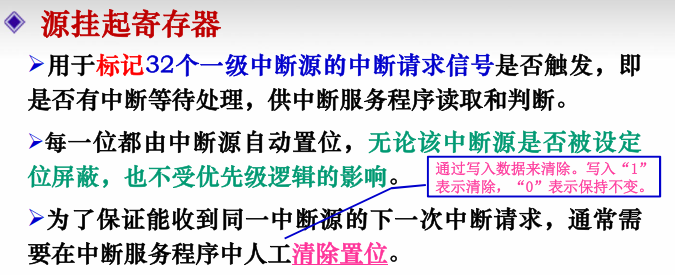 源挂起寄存器
用于标记32个一级中断源的中断请求信号是否触发，即
是否有中断等待处理，供中断服务程序读取和判断。
每一位都由中断源自动置位，无论该中断源是否被设定
位屏蔽，也不受优先级逻辑的影响。
通过写入数据来清除。写入“1”
表示清除，“0”表示保持不变。
为了保证能收到同一中断源的下一次中断请求，通常需
要在中断服务程序中人工清除置位。